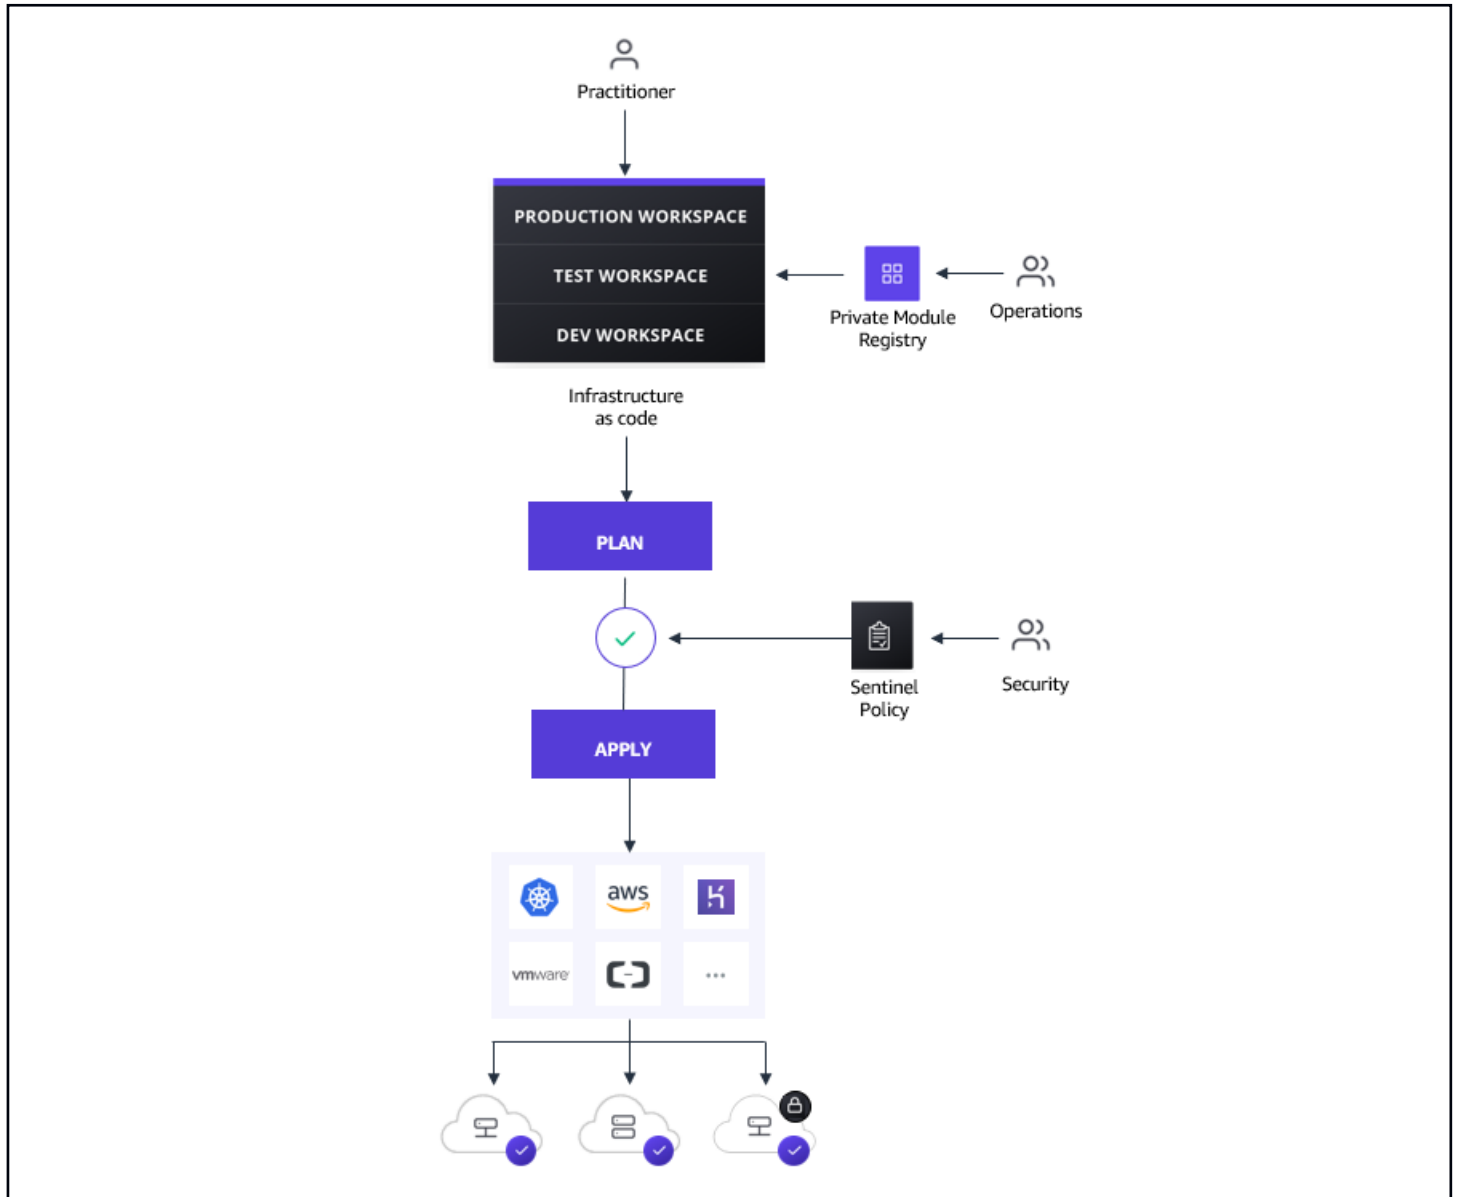 Practitioner
PRODUCTION WORKSPACE
TEST WORKSPACE
DEV WORKSPACE
Private Module
Registry
Operations
Infrastructure
as code
PLAN
Sentinel
Policy
Security
APPLY
aws
vmware